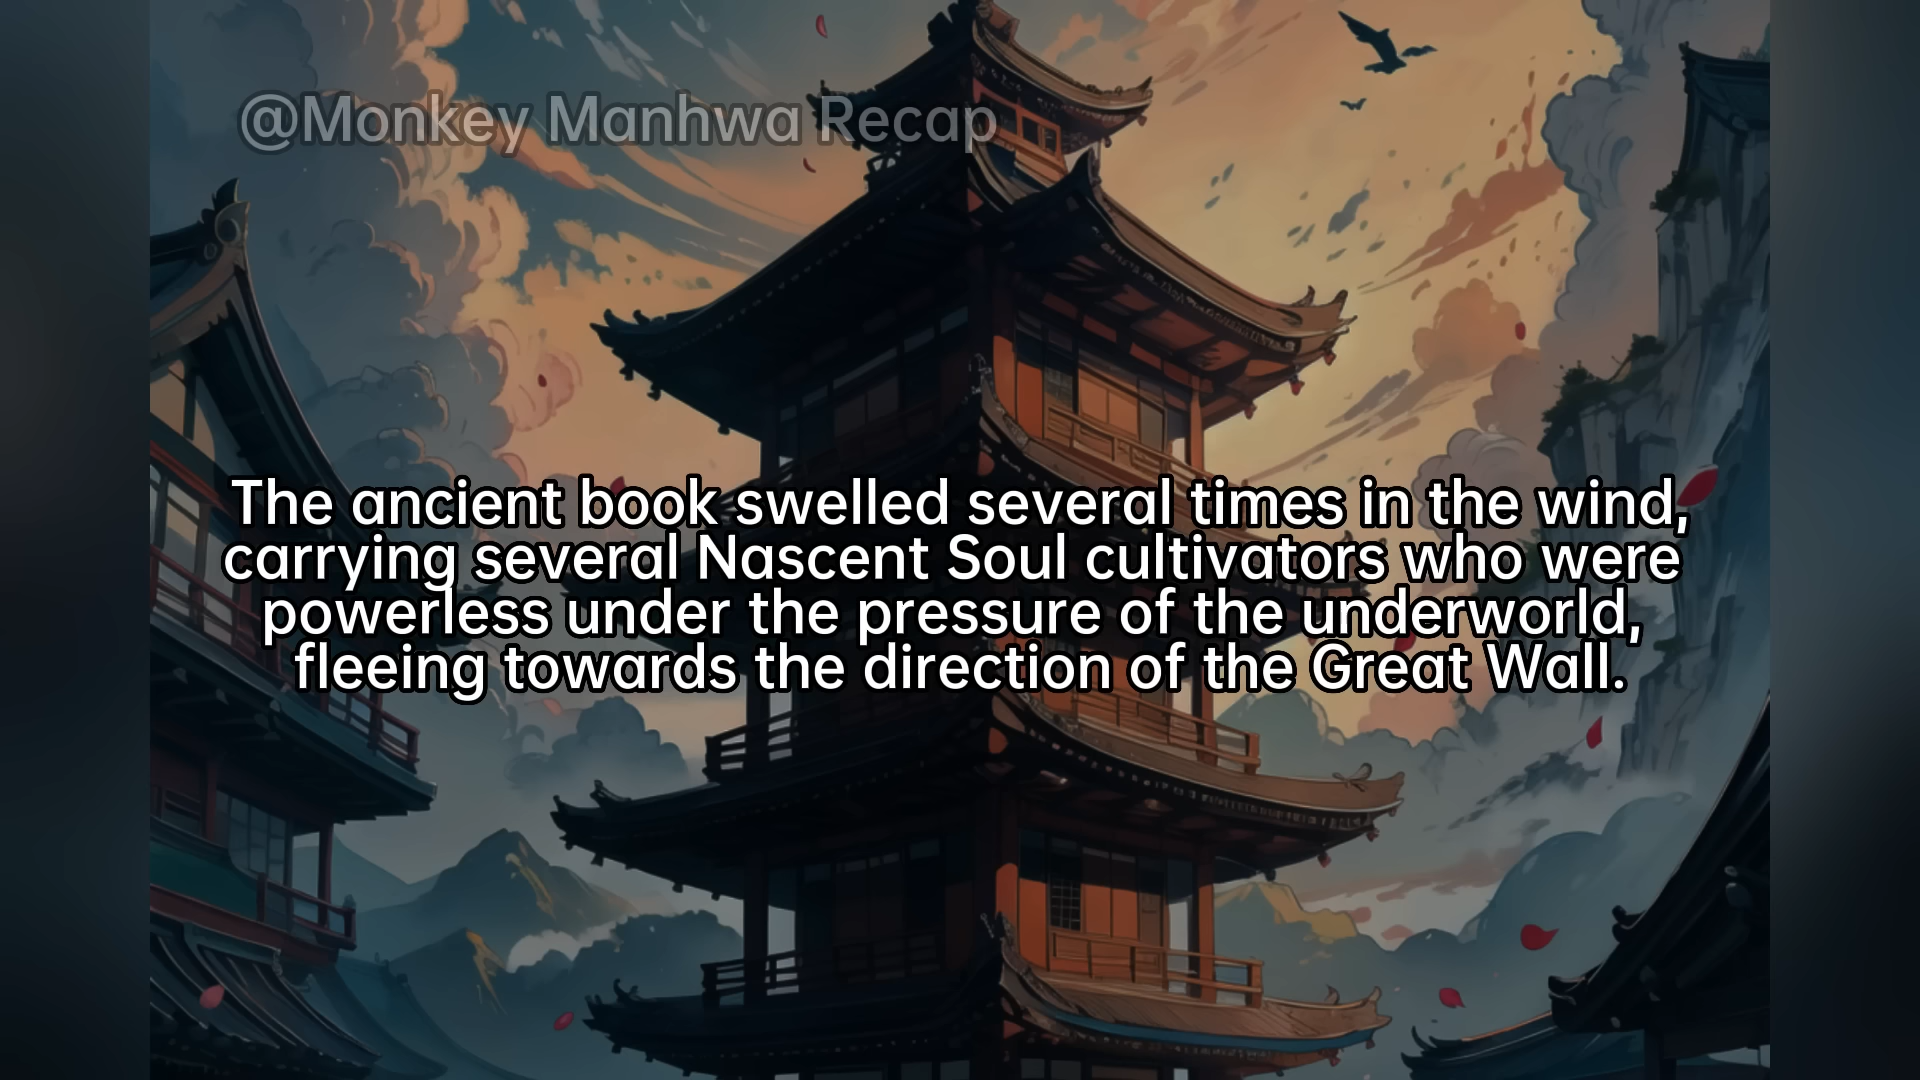 @Monkey Manhwa Recap
The ancient book swelled several times in the wind,
carrying several Nascent Soul cultivators who were
powerless under the pressure of the underworld,
fleeing towards the direction of the Great Wall.